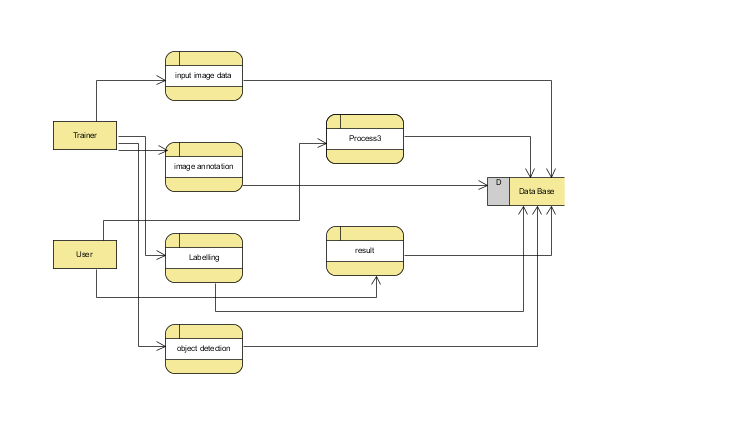 input image data
Trainer
Process3
image annotation
D
Data Base
User
Labelling
result
object detection